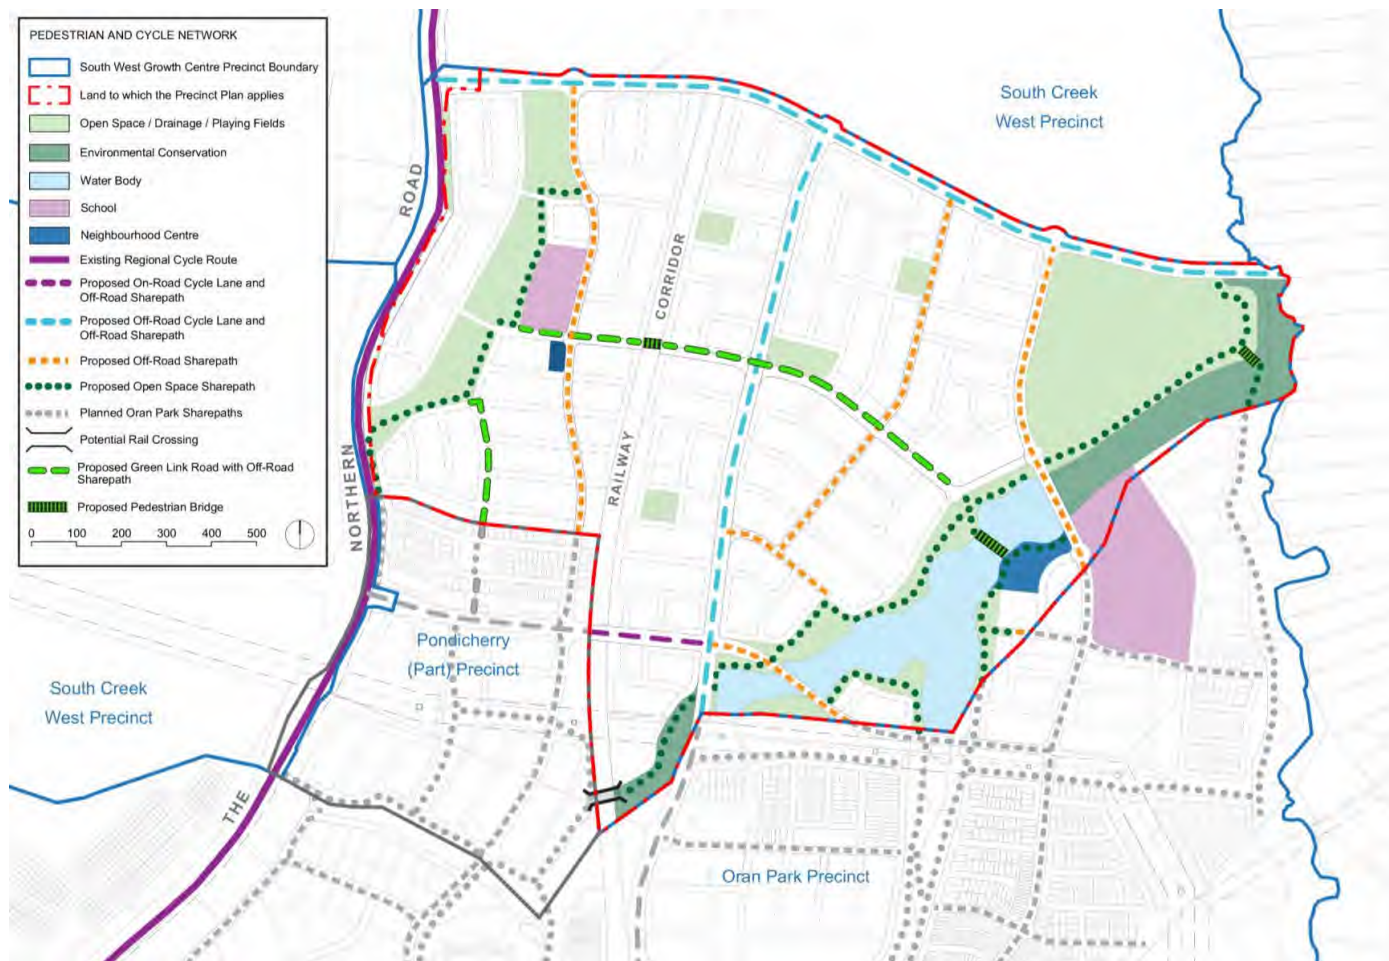 PEDESTRIAN AND CYCLE NETWORK
South West Growth Centre Precinct Boundary
Land to which the Precinct Plan applies
Open Space / Drainage / Playing Fields
Environmental Conservation
Water Body
School
Neighbourhood Centre
Existing Regional Cycle Route
Proposed On-Road Cycle Lane and
Off-Road Sharepath
Proposed Off-Road Cycle Lane and
Off-Road Sharepath
Proposed Off-Road Sharepath
Proposed Open Space Sharepath
Planned Oran Park Sharepaths
Potential Rail Crossing
Proposed Green Link Road with Off-Road
Sharepath
Proposed Pedestrian Bridge
0 100 200 300 400 500
South Creek
West Precinct
THE NORTHERN ROAD
RAILWAY CORRIDOR
Pondicherry
(Part) Precinct
South Creek
West Precinct
Oran Park Precinct